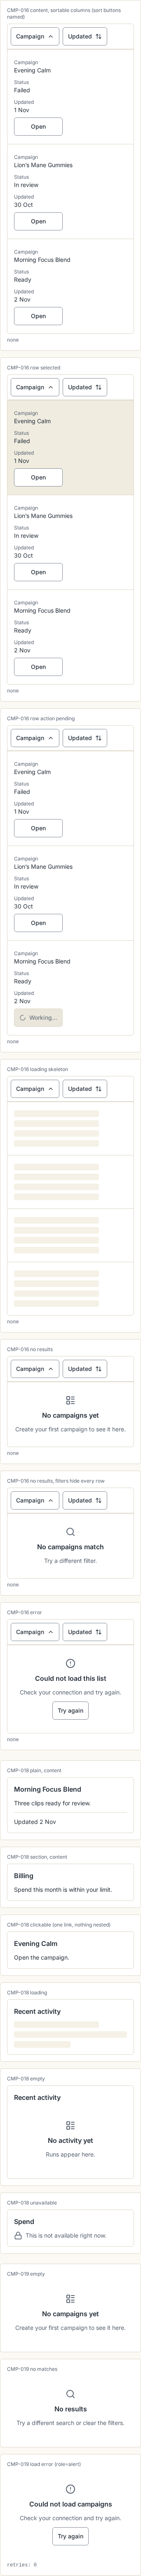 CMP-016 content, sortable columns (sort buttons
named)
Campaign
Updated
Campaign
Evening Calm
Status
Failed
Updated
1 Nov
Open
Campaign
Lion's Mane Gummies
Status
In review
Updated
30 Oct
Open
Campaign
Morning Focus Blend
Status
Ready
Updated
2 Nov
Open
none
CMP-016 row selected
Campaign
Updated
Campaign
Evening Calm
Status
Failed
Updated
1 Nov
Open
Campaign
Lion's Mane Gummies
Status
In review
Updated
30 Oct
Open
Campaign
Morning Focus Blend
Status
Ready
Updated
2 Nov
Open
none
CMP-016 row action pending
Campaign
Updated
Campaign
Evening Calm
Status
Failed
Updated
1 Nov
Open
Campaign
Lion's Mane Gummies
Status
In review
Updated
30 Oct
Open
Campaign
Morning Focus Blend
Status
Ready
Updated
2 Nov
Working…
none
CMP-016 loading skeleton
Campaign
Updated
none
CMP-016 no results
Campaign
Updated
No campaigns yet
Create your first campaign to see it here.
none
CMP-016 no results, filters hide every row
Campaign
Updated
No campaigns match
Try a different filter.
none
CMP-016 error
Campaign
Updated
Could not load this list
Check your connection and try again.
Try again
none
CMP-018 plain, content
Morning Focus Blend
Three clips ready for review.
Updated 2 Nov
CMP-018 section, content
Billing
Spend this month is within your limit.
CMP-018 clickable (one link, nothing nested)
Evening Calm
Open the campaign.
CMP-018 loading
Recent activity
CMP-018 empty
Recent activity
No activity yet
Runs appear here.
CMP-018 unavailable
Spend
This is not available right now.
CMP-019 empty
No campaigns yet
Create your first campaign to see it here.
CMP-019 no matches
No results
Try a different search or clear the filters.
CMP-019 load error (role=alert)
Could not load campaigns
Check your connection and try again.
Try again
retries: 0